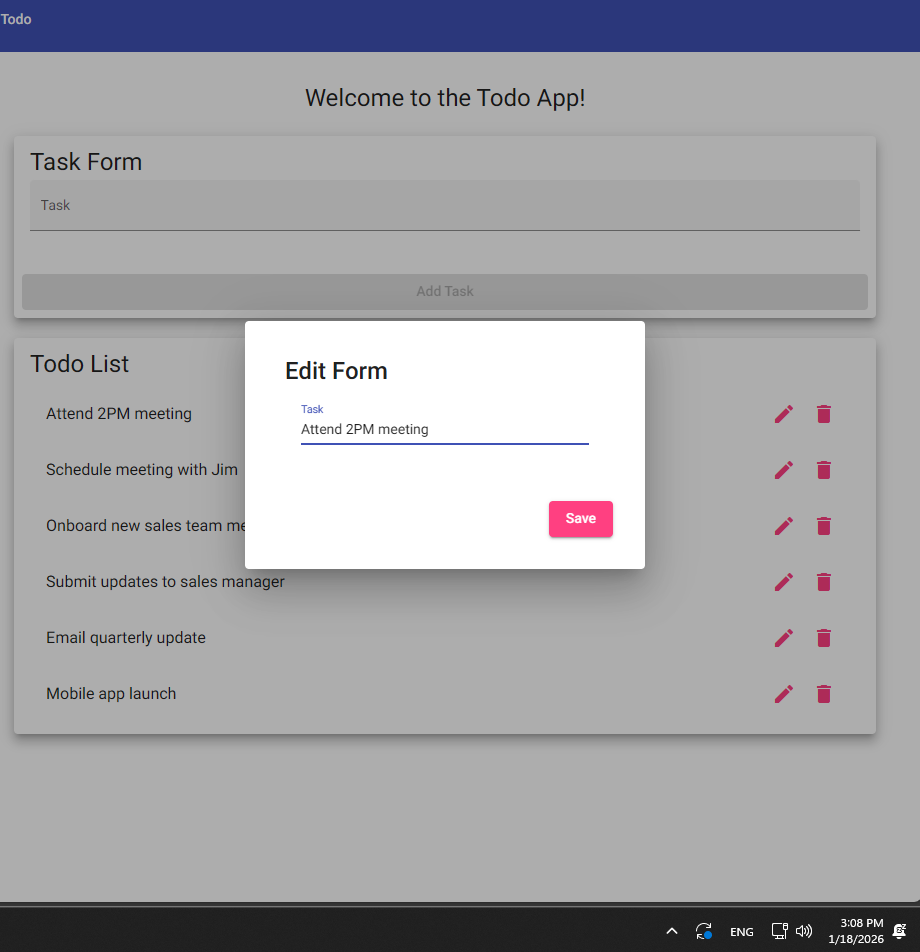 Todo
Welcome to the Todo App!
Task Form
Task
Add Task
Todo List
Attend 2PM meeting
Schedule meeting with Jim
Onboard new sales team
Submit updates to sales manager
Email quarterly update
Mobile app launch
Edit Form
Task
Attend 2PM meeting
Save
ENG
3:08 PM
1/18/2026